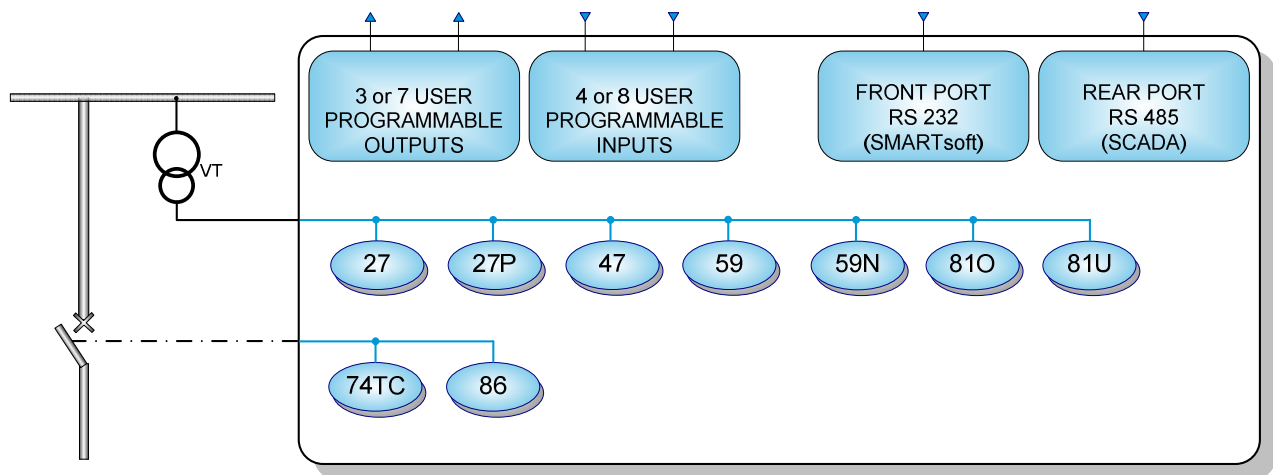 3 or 7 USER
PROGRAMMABLE
OUTPUTS
4 or 8 USER
PROGRAMMABLE
INPUTS
FRONT PORT
RS 232
(SMARTsoft)
REAR PORT
RS 485
(SCADA)
VT
27
27P
47
59
59N
81O
81U
74TC
86